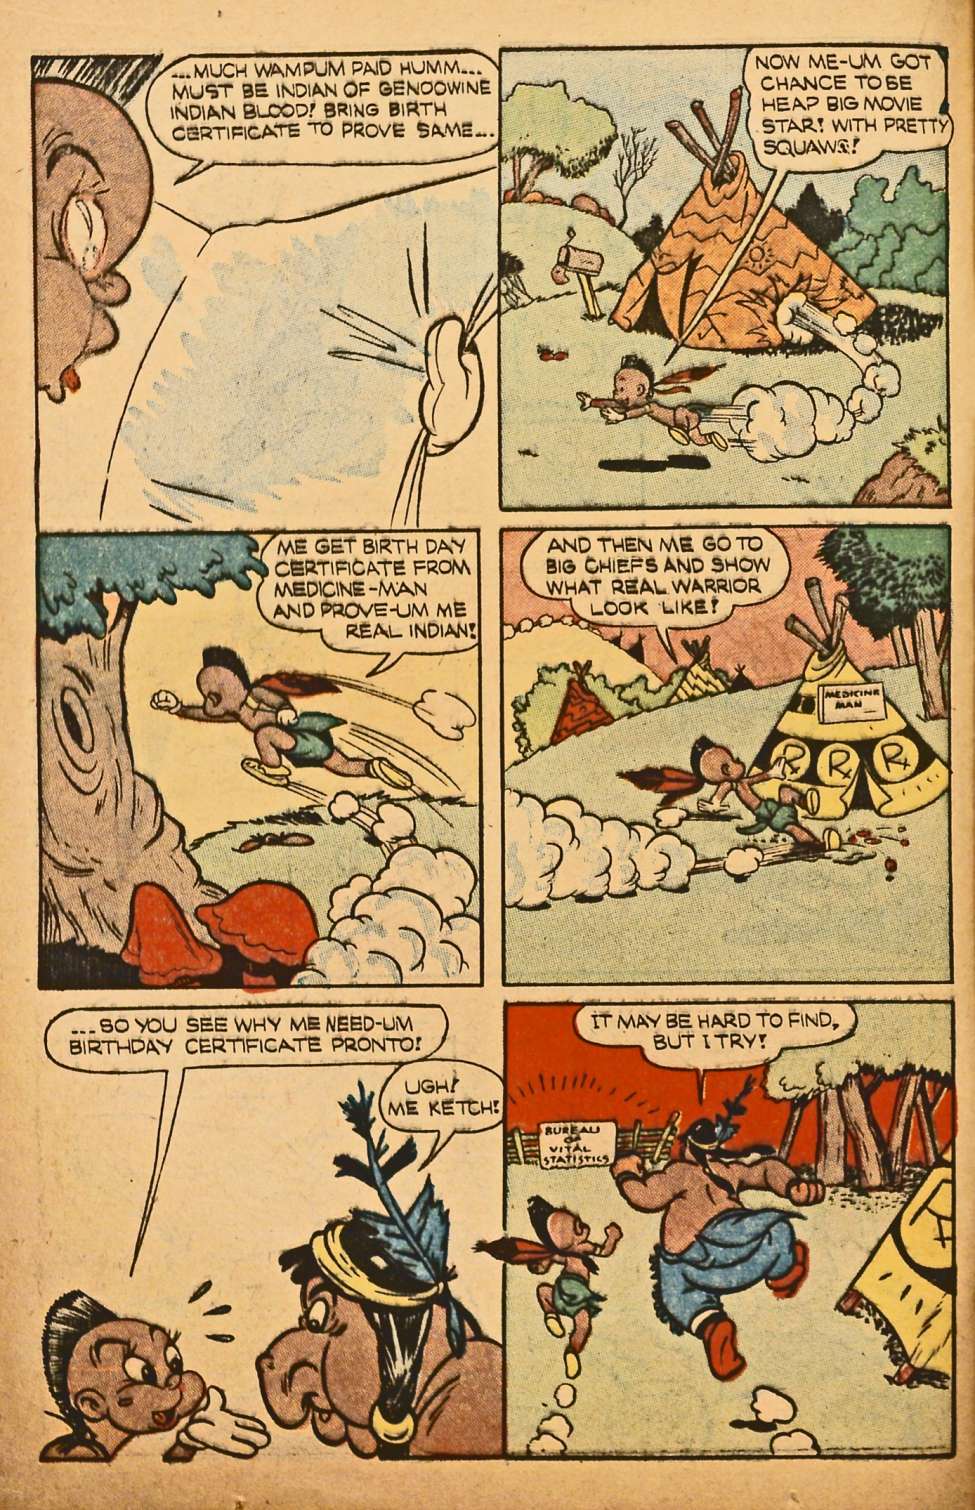 ...MUCH WAMPUM PAID HUMM...
MUST BE INDIAN OF GENOOWINE
INDIAN BLOOD! BRING BIRTH
CERTIFICATE TO PROVE SAME...
NOW ME-UM GOT
CHANCE TO BE
HEAP BIG MOVIE
STAR! WITH PRETTY
SQUAWS!
ME GET BIRTH DAY
CERTIFICATE FROM
MEDICINE-MAN
AND PROVE-UM ME
REAL INDIAN!
AND THEN ME GO TO
BIG CHIEFS AND SHOW
WHAT REAL WARRIOR
LOOK LIKE!
MEDICINE
MAN
Rx Rx Rx
...SO YOU SEE WHY ME NEED-UM
BIRTHDAY CERTIFICATE PRONTO!
UGH!
ME KETCH!
IT MAY BE HARD TO FIND,
BUT I TRY!
BUREAU
OF
VITAL
STATISTICS
Rx